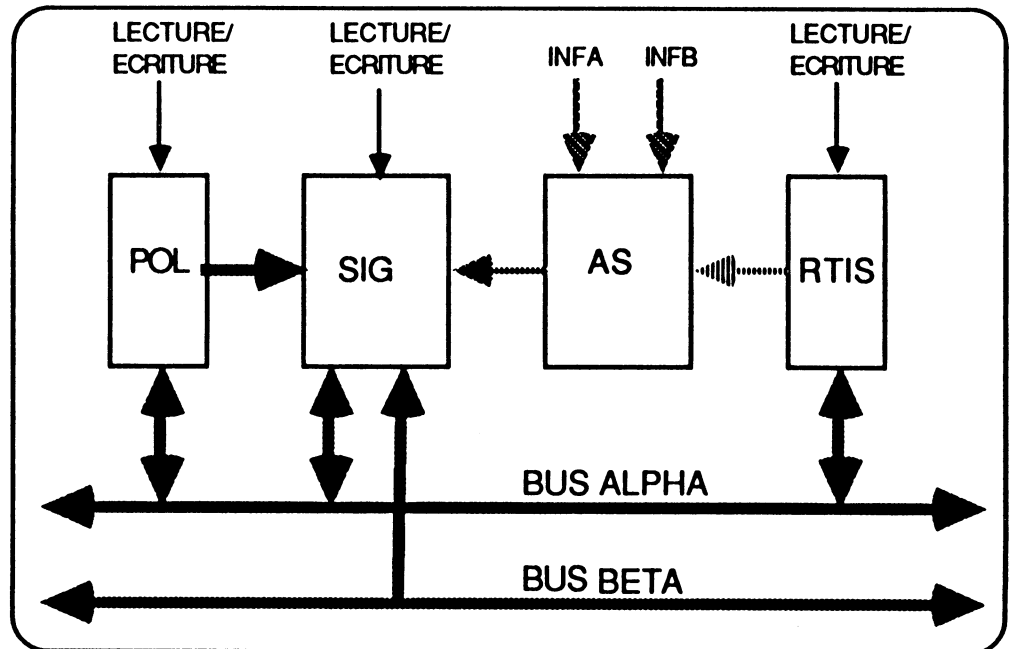 LECTURE/
ECRITURE
LECTURE/
ECRITURE
INFA
INFB
LECTURE/
ECRITURE
POL
SIG
AS
RTIS
BUS ALPHA
BUS BETA